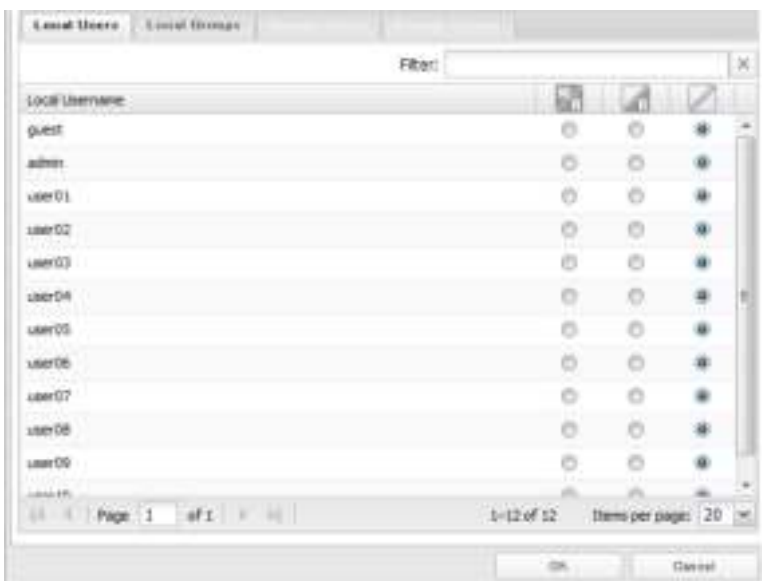 Local Users Local Groups
Filter:
Local Username
guest
admin
user01
user02
user03
user04
user05
user06
user07
user08
user09
user10
Page 1 of 1 1-12 of 12 Items per page: 20
OK Cancel